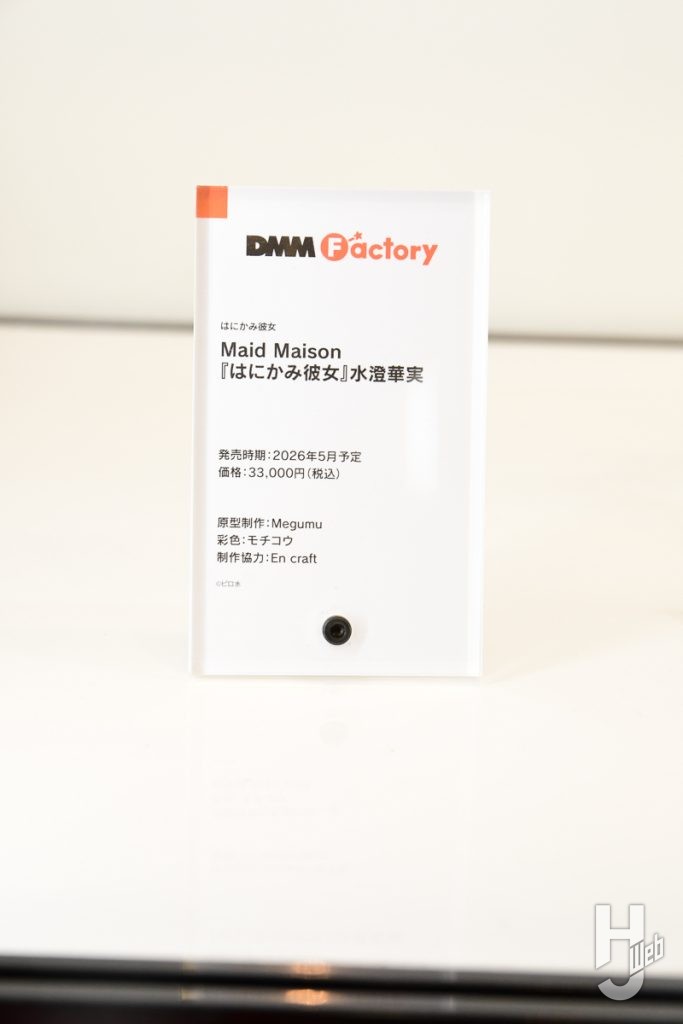 DMM Factory
はにかみ彼女
Maid Maison
『はにかみ彼女』水澄華実
発売時期：2026年5月予定
価格：33,000円（税込）
原型制作：Megumu
彩色：モチコウ
制作協力：En craft
©ピロ水
HJ Web